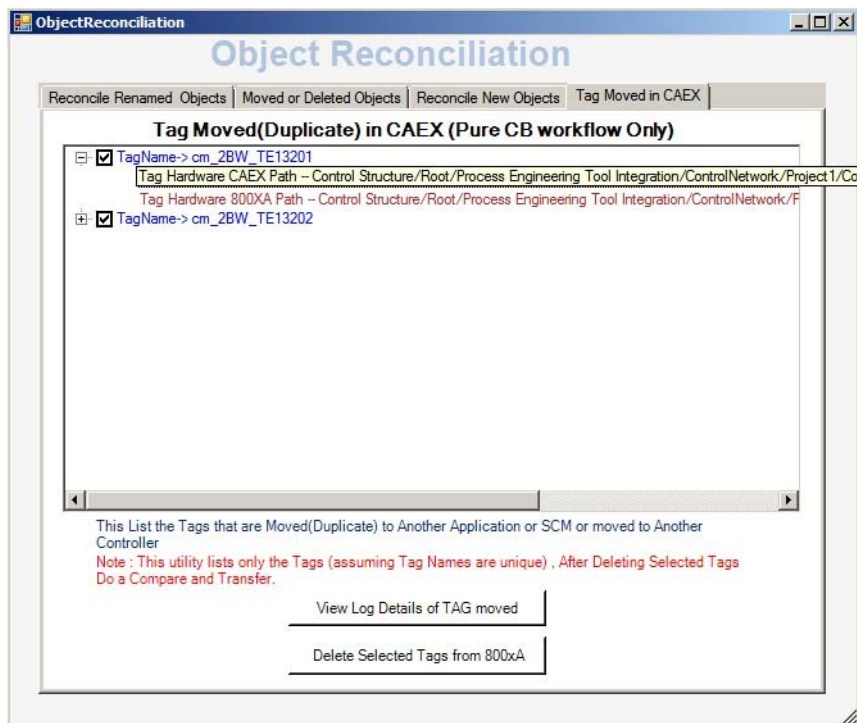 ObjectReconciliation
Object Reconciliation
Reconcile Renamed Objects
Moved or Deleted Objects
Reconcile New Objects
Tag Moved in CAEX
Tag Moved(Duplicate) in CAEX (Pure CB workflow Only)
TagName-> cm_2BW_TE13201
Tag Hardware CAEX Path -- Control Structure/Root/Process Engineering Tool Integration/ControlNetwork/Project1/Co
Tag Hardware 800XA Path -- Control Structure/Root/Process Engineering Tool Integration/ControlNetwork/F
TagName-> cm_2BW_TE13202
This List the Tags that are Moved(Duplicate) to Another Application or SCM or moved to Another
Controller
Note : This utility lists only the Tags (assuming Tag Names are unique) , After Deleting Selected Tags
Do a Compare and Transfer.
View Log Details of TAG moved
Delete Selected Tags from 800xA